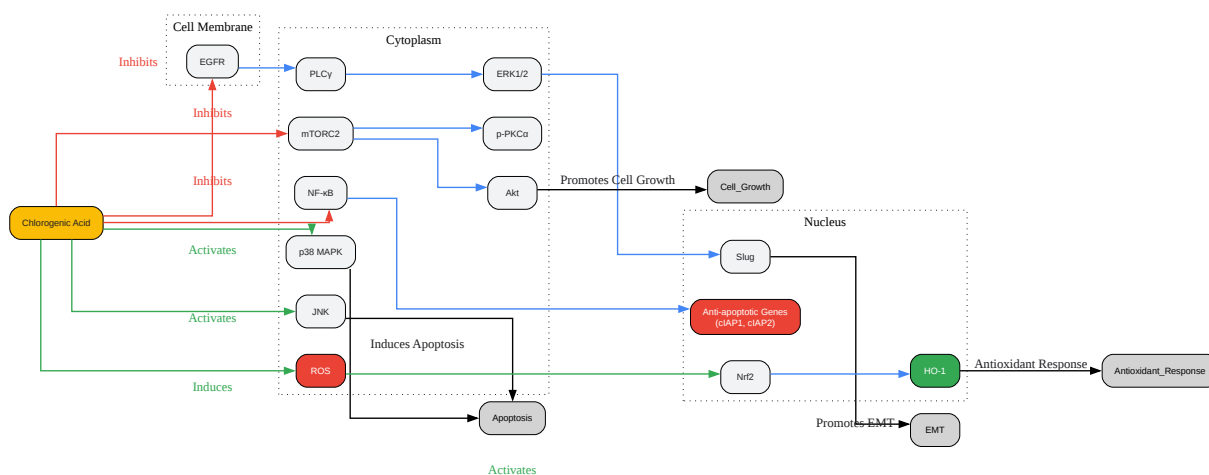 Cell Membrane
Cytoplasm
EGFR
Inhibits
PLCγ
ERK1/2
Inhibits
mTORC2
p-PKCα
Inhibits
NF-κB
Akt
Promotes Cell Growth
Cell_Growth
Chlorogenic Acid
Nucleus
Activates
p38 MAPK
Slug
Activates
JNK
Anti-apoptotic Genes
(cIAP1, cIAP2)
Induces Apoptosis
Induces
ROS
Nrf2
HO-1
Antioxidant Response
Antioxidant_Response
Apoptosis
Promotes EMT
EMT
Activates